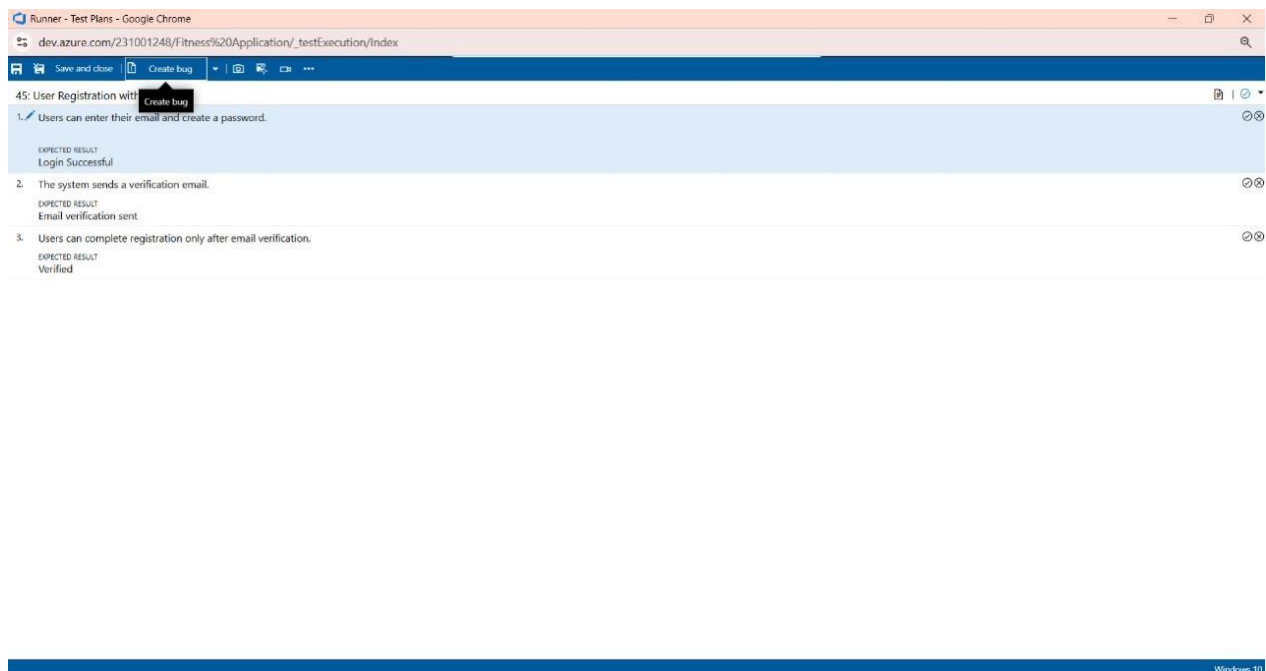 Runner - Test Plans - Google Chrome
dev.azure.com/231001248/Fitness%20Application/_testExecution/Index
Save and close Create bug
45: User Registration with
Create bug
1. Users can enter their email and create a password.
EXPECTED RESULT
Login Successful
2. The system sends a verification email.
EXPECTED RESULT
Email verification sent
3. Users can complete registration only after email verification.
EXPECTED RESULT
Verified
Windows 10